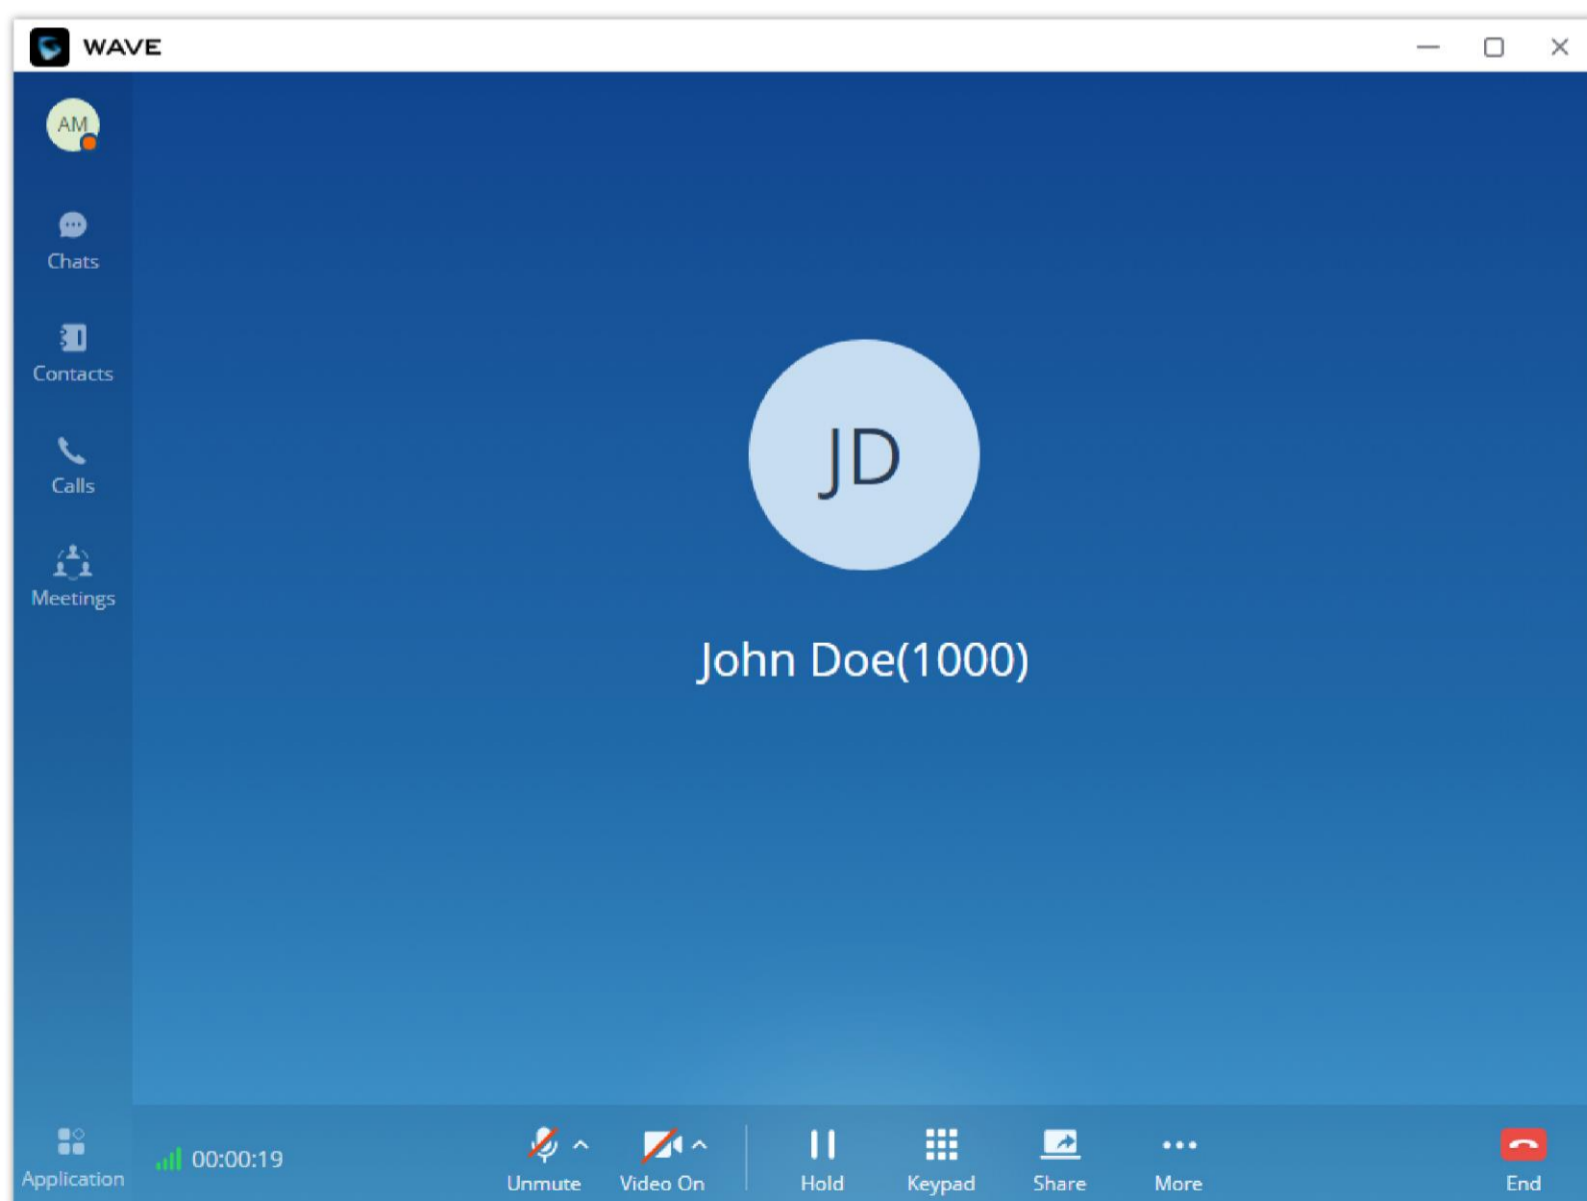 WAVE
AM
Chats
Contacts
Calls
Meetings
Application
JD
John Doe(1000)
00:00:19
Unmute
Video On
Hold
Keypad
Share
More
End